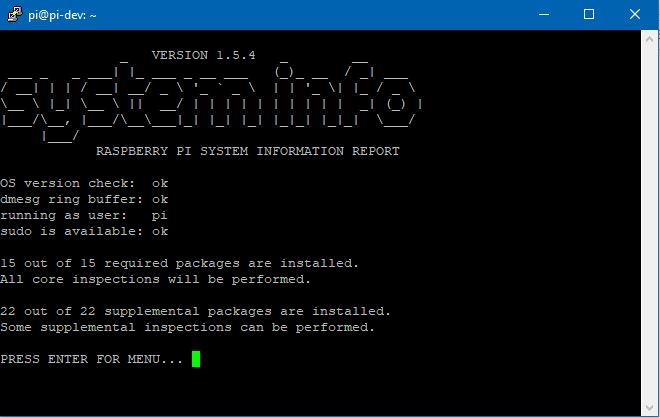 pi@pi-dev: ~
VERSION 1.5.4
system info
RASPBERRY PI SYSTEM INFORMATION REPORT
OS version check:  ok
dmesg ring buffer: ok
running as user:   pi
sudo is available: ok
15 out of 15 required packages are installed.
All core inspections will be performed.
22 out of 22 supplemental packages are installed.
Some supplemental inspections can be performed.
PRESS ENTER FOR MENU...